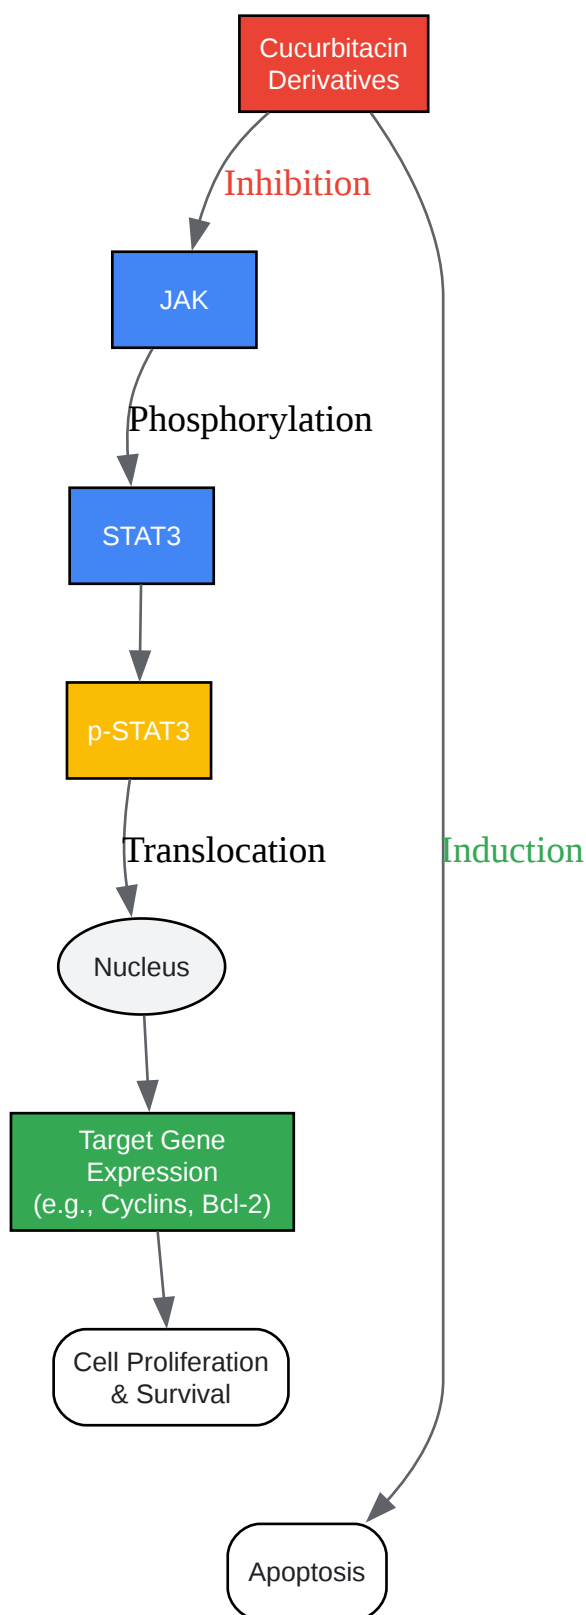 Cucurbitacin
Derivatives
Inhibition
JAK
Phosphorylation
STAT3
p-STAT3
Translocation
Induction
Nucleus
Target Gene
Expression
(e.g., Cyclins, Bcl-2)
Cell Proliferation
& Survival
Apoptosis